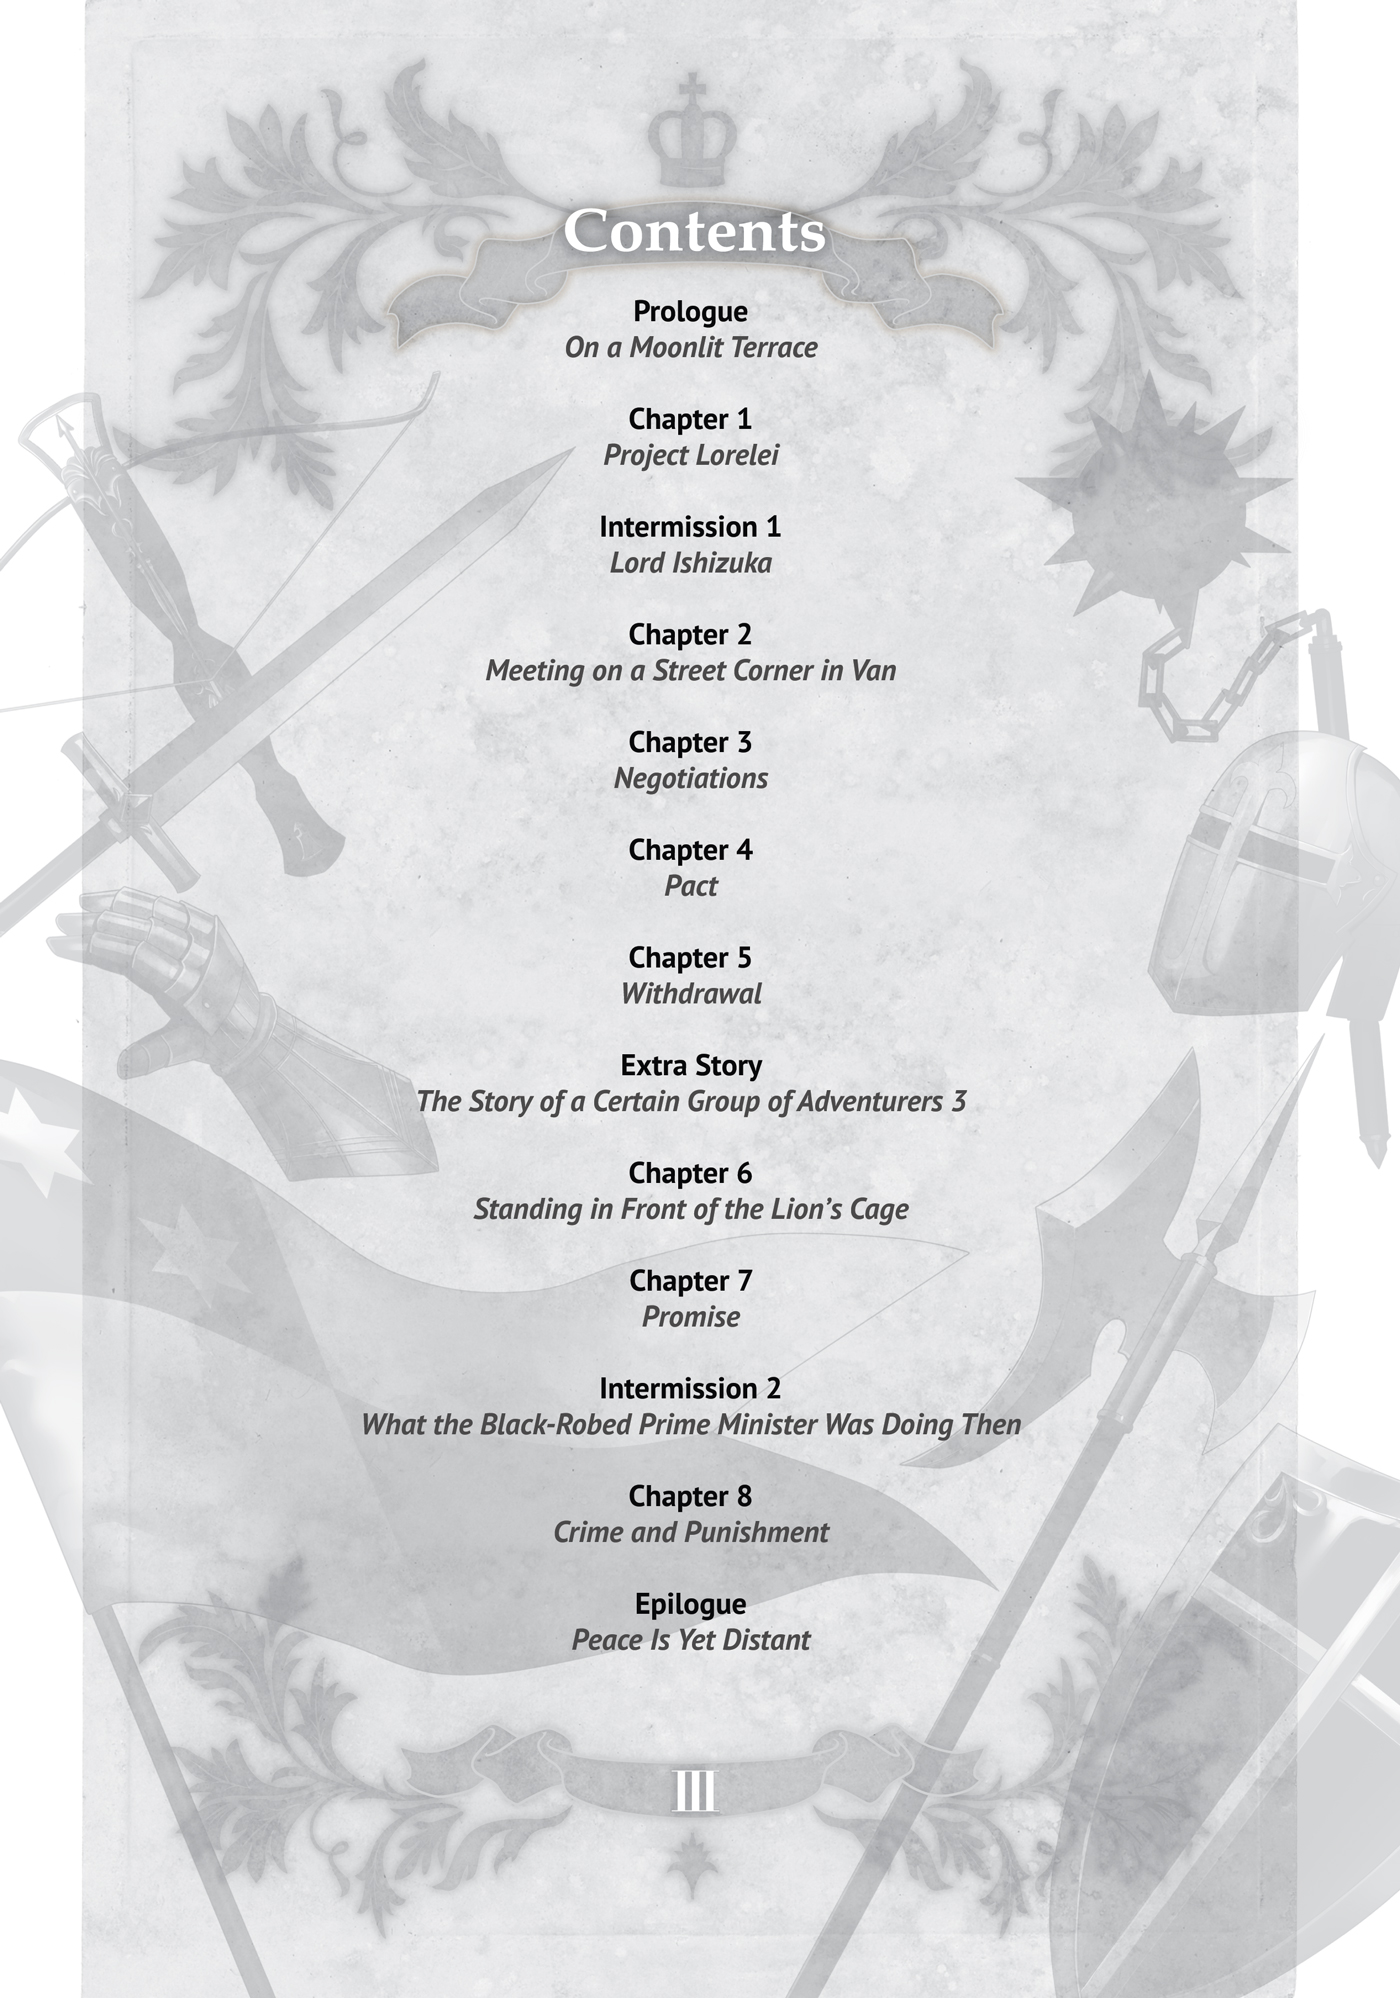 Contents
Prologue
On a Moonlit Terrace
Chapter 1
Project Lorelei
Intermission 1
Lord Ishizuka
Chapter 2
Meeting on a Street Corner in Van
Chapter 3
Negotiations
Chapter 4
Pact
Chapter 5
Withdrawal
Extra Story
The Story of a Certain Group of Adventurers 3
Chapter 6
Standing in Front of the Lion’s Cage
Chapter 7
Promise
Intermission 2
What the Black-Robed Prime Minister Was Doing Then
Chapter 8
Crime and Punishment
Epilogue
Peace Is Yet Distant
III